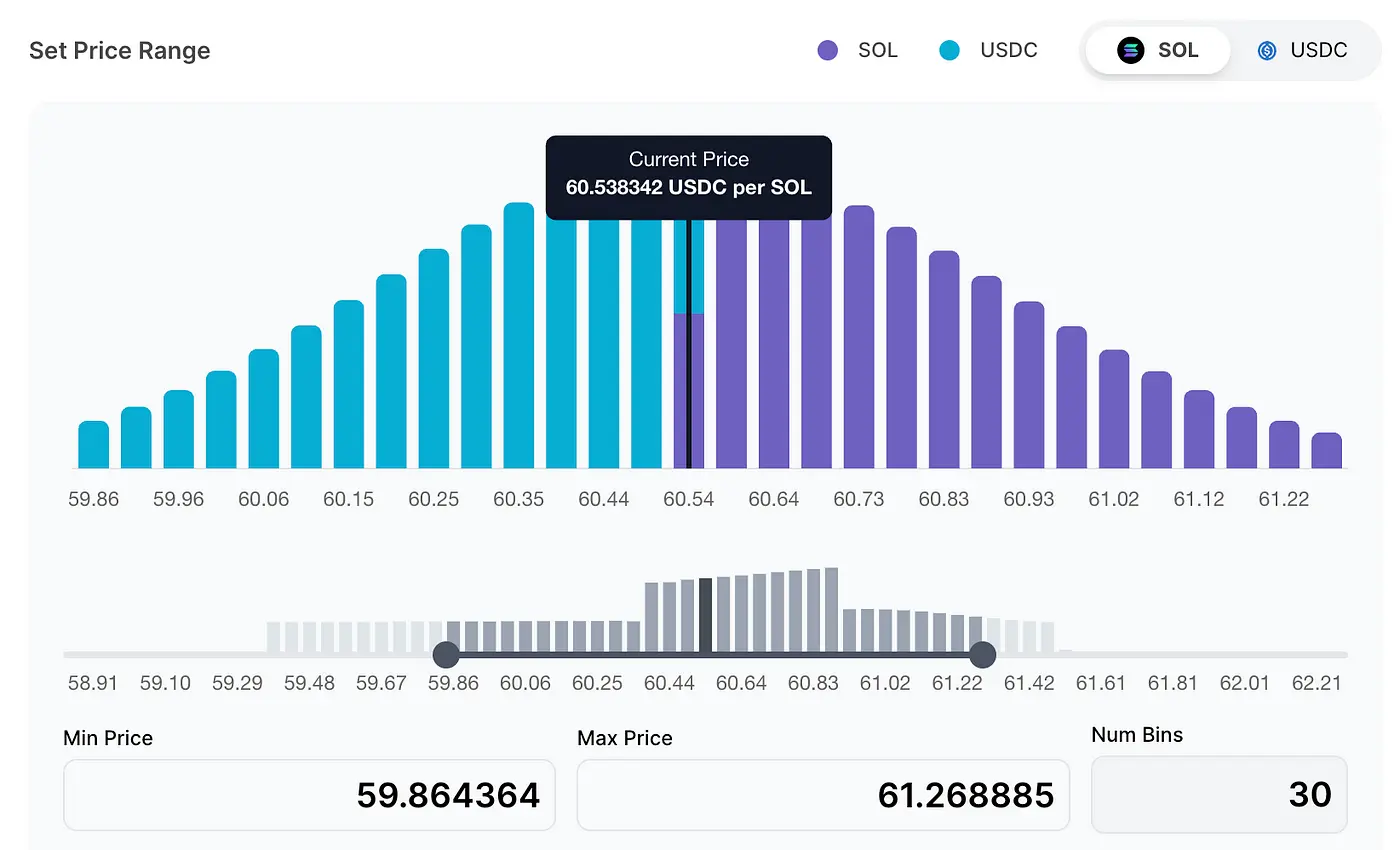 Set Price Range SOL USDC SOL USDC
Current Price
60.538342 USDC per SOL
59.86 59.96 60.06 60.15 60.25 60.35 60.44 60.54 60.64 60.73 60.83 60.93 61.02 61.12 61.22
58.91 59.10 59.29 59.48 59.67 59.86 60.06 60.25 60.44 60.64 60.83 61.02 61.22 61.42 61.61 61.81 62.01 62.21
Min Price Max Price Num Bins
59.864364 61.268885 30